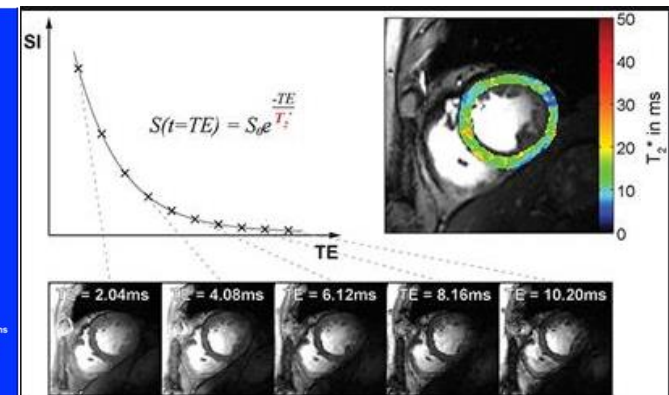 SI
S(t=TE) = S₀e^(-TE/T₂*)
TE
50
40
30
20
10
0
T₂* in ms
TE = 2.04ms
TE = 4.08ms
TE = 6.12ms
TE = 8.16ms
TE = 10.20ms
ms